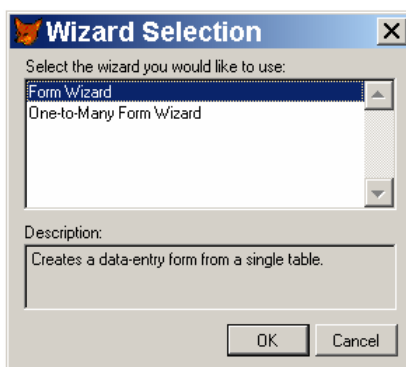 Wizard Selection
Select the wizard you would like to use:
Form Wizard
One-to-Many Form Wizard
Description:
Creates a data-entry form from a single table.
OK Cancel